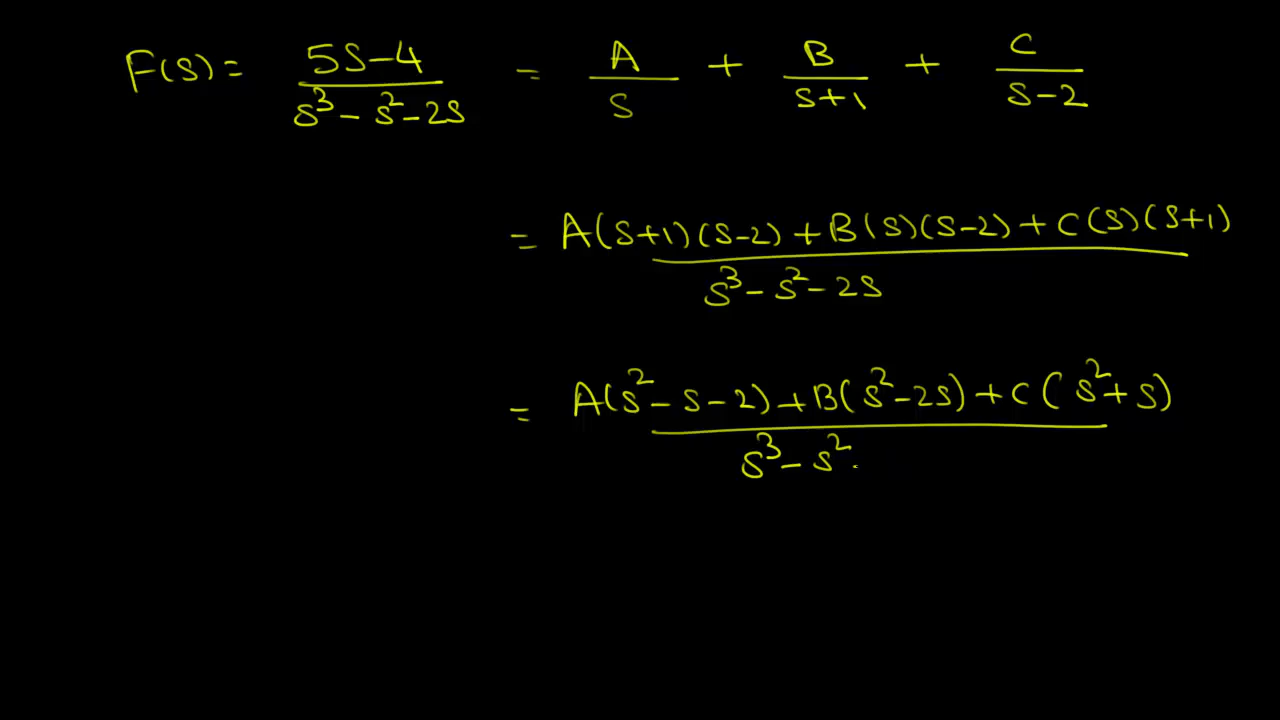 F(s) = (5s-4)/(s³-s²-2s) = A/s + B/(s+1) + C/(s-2)
= (A(s+1)(s-2)+B(s)(s-2)+C(s)(s+1))/(s³-s²-2s)
= (A(s²-s-2)+B(s²-2s)+C(s²+s))/(s³-s²